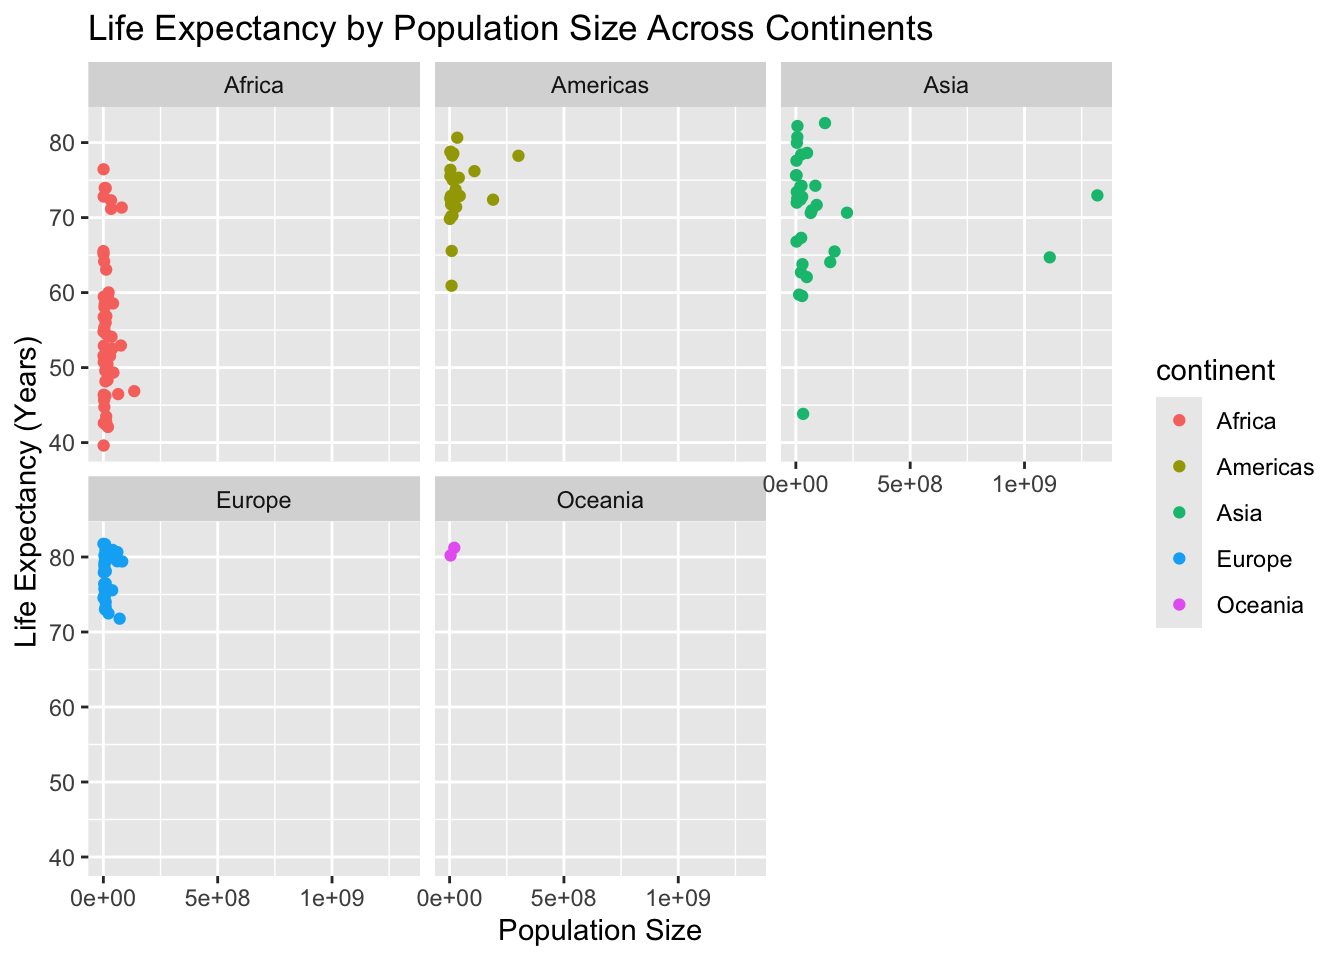 Life Expectancy by Population Size Across Continents
Africa
Americas
Asia
80
70
60
50
40
0e+00
5e+08
1e+09
Europe
Oceania
80
70
60
50
40
0e+00
5e+08
1e+09
0e+00
5e+08
1e+09
Life Expectancy (Years)
Population Size
continent
Africa
Americas
Asia
Europe
Oceania